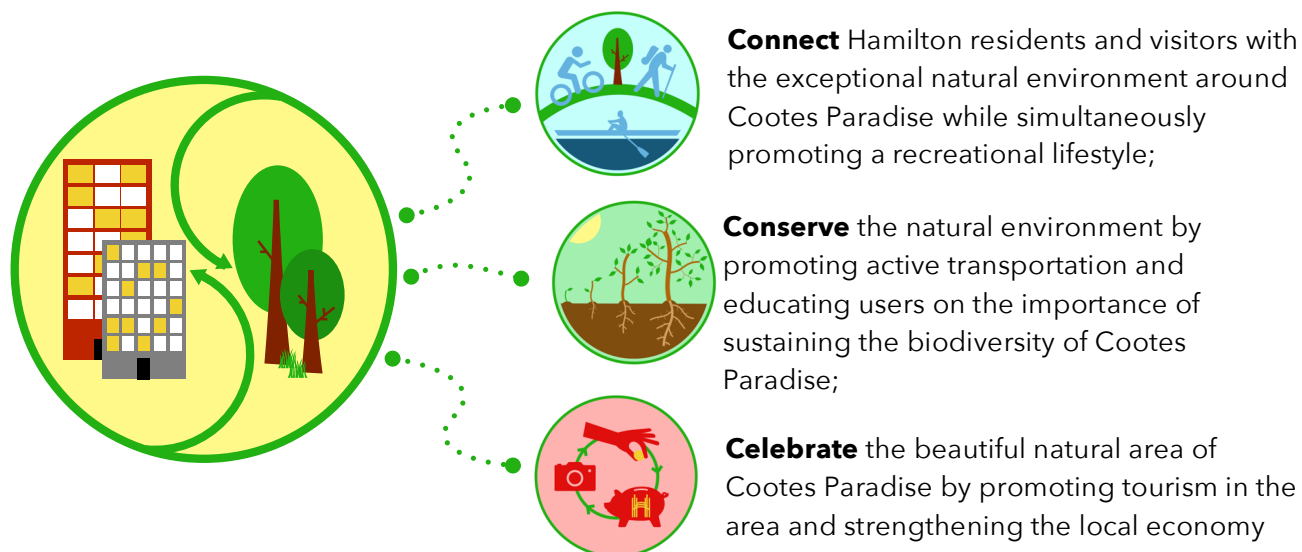 Connect Hamilton residents and visitors with
the exceptional natural environment around
Cootes Paradise while simultaneously
promoting a recreational lifestyle;
Conserve the natural environment by
promoting active transportation and
educating users on the importance of
sustaining the biodiversity of Cootes
Paradise;
Celebrate the beautiful natural area of
Cootes Paradise by promoting tourism in the
area and strengthening the local economy